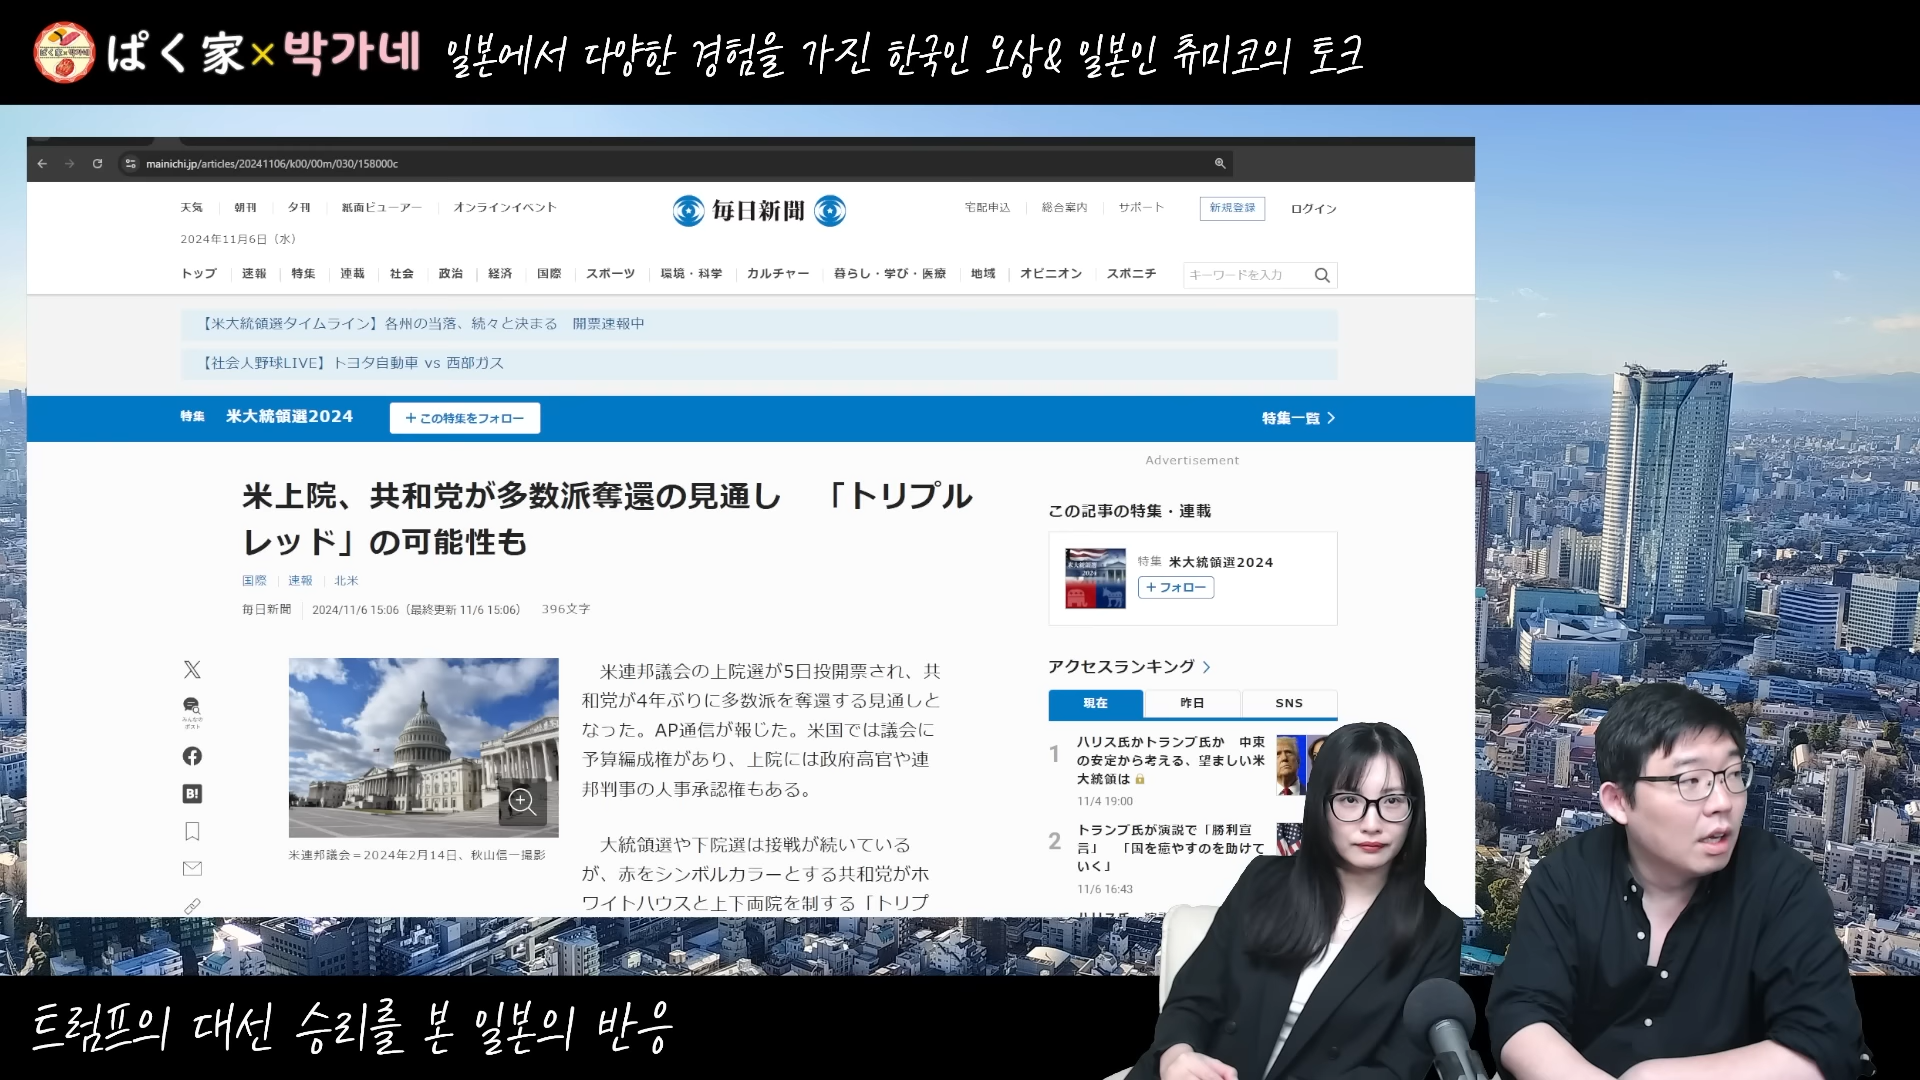 ぱく家×박가네 일본에서 다양한 경험을 가진 한국인 오상& 일본인 츄미코의 토크
mainichi.jp/articles/20241106/k00/00m/030/158000c
天気 朝刊 夕刊 紙面ビューアー オンラインイベント
毎日新聞
宅配申込 総合案内 サポート 新規登録 ログイン
2024年11月6日（水）
トップ 速報 特集 連載 社会 政治 経済 国際 スポーツ 環境・科学 カルチャー 暮らし・学び・医療 地域 オピニオン スポニチ キーワードを入力
【米大統領選タイムライン】各州の当落、続々と決まる　開票速報中
【社会人野球LIVE】トヨタ自動車 vs 西部ガス
特集 米大統領選2024 +この特集をフォロー 特集一覧
米上院、共和党が多数派奪還の見通し　「トリプル
レッド」の可能性も
国際 速報 北米
毎日新聞 2024/11/6 15:06（最終更新 11/6 15:06） 396文字
みんなの
ポスト
B!
米連邦議会＝2024年2月14日、秋山信一撮影
米連邦議会の上院選が5日投開票され、共
和党が4年ぶりに多数派を奪還する見通しと
なった。AP通信が報じた。米国では議会に
予算編成権があり、上院には政府高官や連
邦判事の人事承認権もある。
大統領選や下院選は接戦が続いている
が、赤をシンボルカラーとする共和党がホ
ワイトハウスと上下両院を制する「トリプ
Advertisement
この記事の特集・連載
米大統領選
2024
特集 米大統領選2024
+フォロー
アクセスランキング
現在 昨日 SNS
1
ハリス氏かトランプ氏か　中東
の安定から考える、望ましい米
大統領は
11/4 19:00
2
トランプ氏が演説で「勝利宣
言」　「国を癒やすのを助けて
いく」
11/6 16:43
트럼프의 대선 승리를 본 일본의 반응